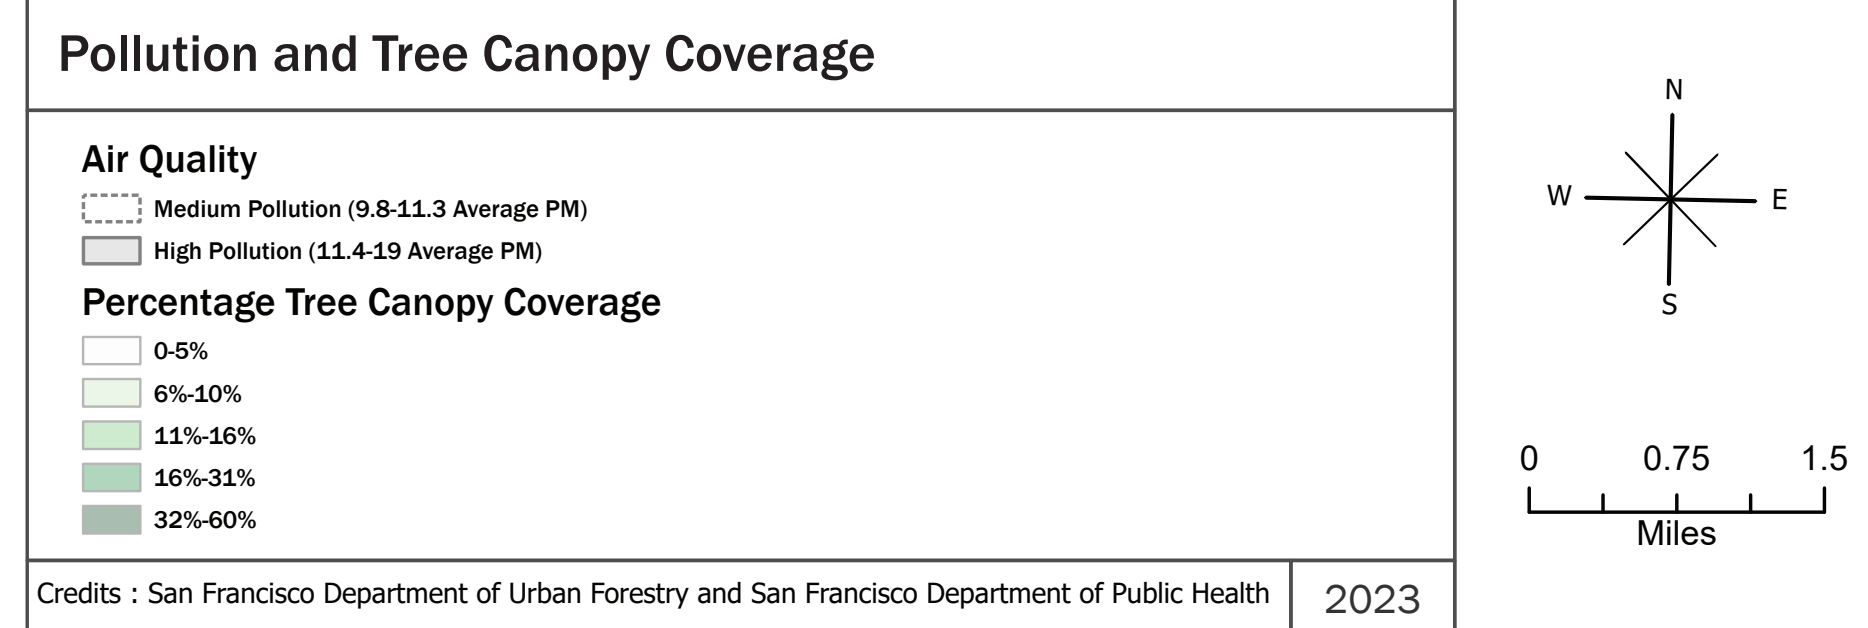 Pollution and Tree Canopy Coverage
Air Quality
Medium Pollution (9.8-11.3 Average PM)
High Pollution (11.4-19 Average PM)
Percentage Tree Canopy Coverage
0-5%
6%-10%
11%-16%
16%-31%
32%-60%
Credits : San Francisco Department of Urban Forestry and San Francisco Department of Public Health
2023
N
W E
S
0 0.75 1.5
Miles